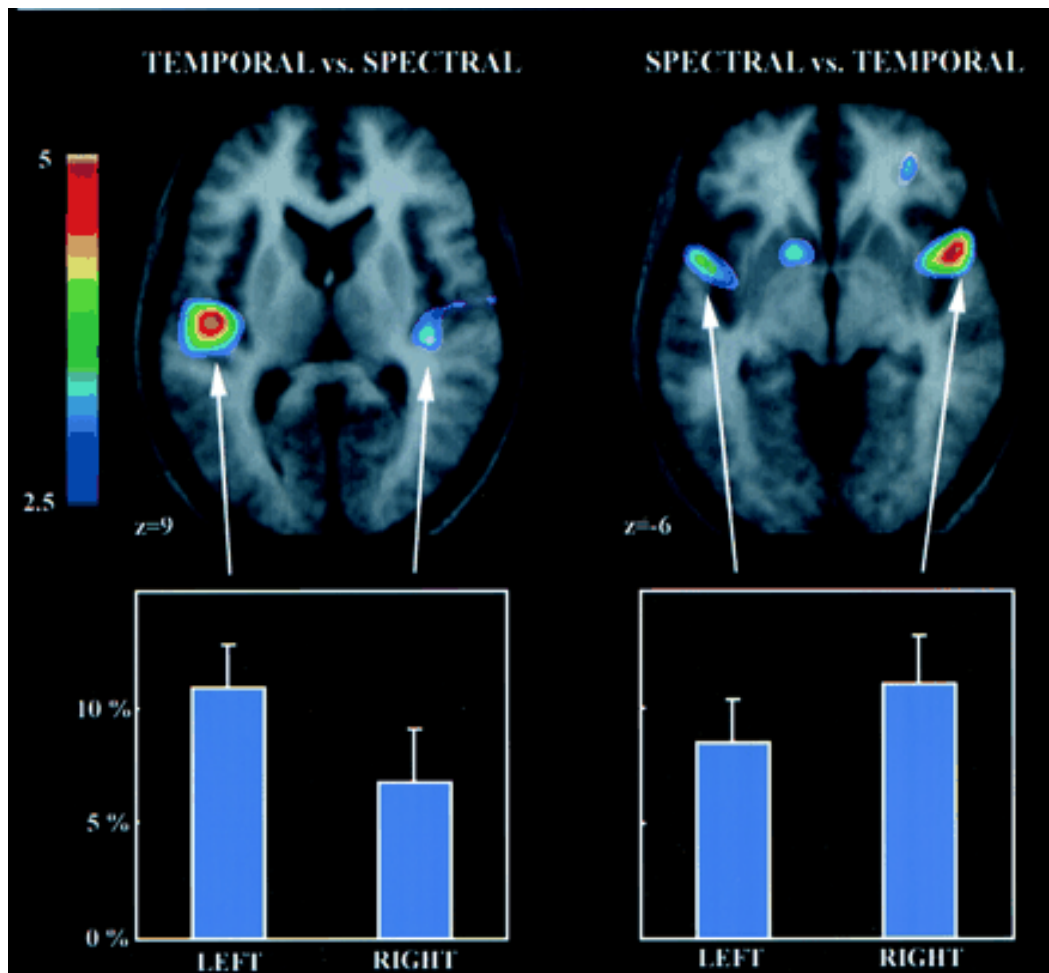 TEMPORAL vs. SPECTRAL
SPECTRAL vs. TEMPORAL
5
2.5
z=9
z=-6
10 %
5 %
0 %
LEFT
RIGHT
LEFT
RIGHT